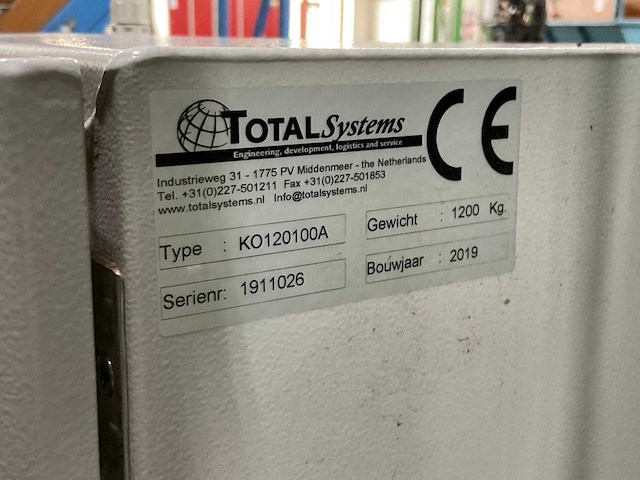 TOTAL Systems
Engineering, development, logistics and service
CE
Industrieweg 31 - 1775 PV Middenmeer - the Netherlands
Tel. +31(0)227-501211 Fax +31(0)227-501853
www.totalsystems.nl Info@totalsystems.nl
Type : KO120100A
Gewicht : 1200 Kg.
Serienr: 1911026
Bouwjaar : 2019